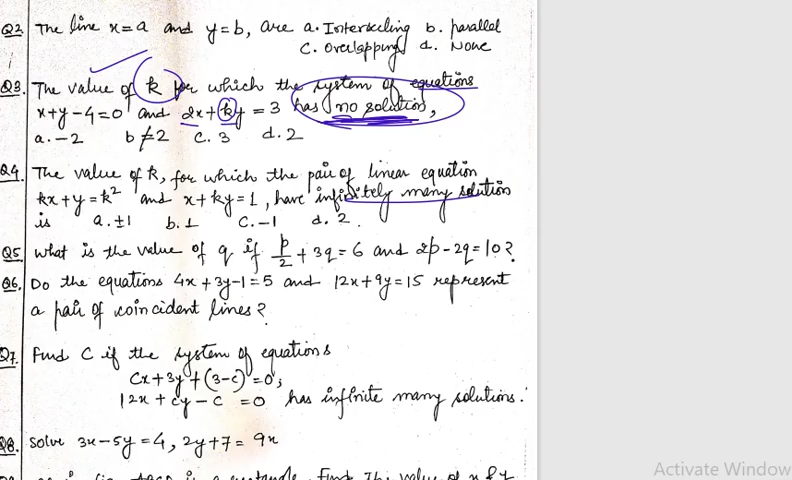 Q2 The line x=a and y=b, are a. Intersecting b. parallel
c. overlapping d. None
Q3. The value of k for which the system of equations
x+y-4=0 and 2x+ky=3 has no solution,
a. -2 b ≠2 c. 3 d. 2
Q4. The value of k, for which the pair of linear equation
kx+y=k² and x+ky=1, have infinitely many solution
is a. ±1 b. 1 c. -1 d. 2.
Q5 what is the value of q if p/2 + 3q = 6 and 2p-2q=10?
Q6. Do the equations 4x+3y-1=5 and 12x+9y=15 represent
a pair of coincident lines?
Q7. Find C if the system of equations
Cx+3y+(3-c)=0;
12x+cy-c =0 has infinite many solutions.
Q8. Solve 3x-5y=4, 2y+7=9x
is a rectangle. Find The value of x & y
Activate Window